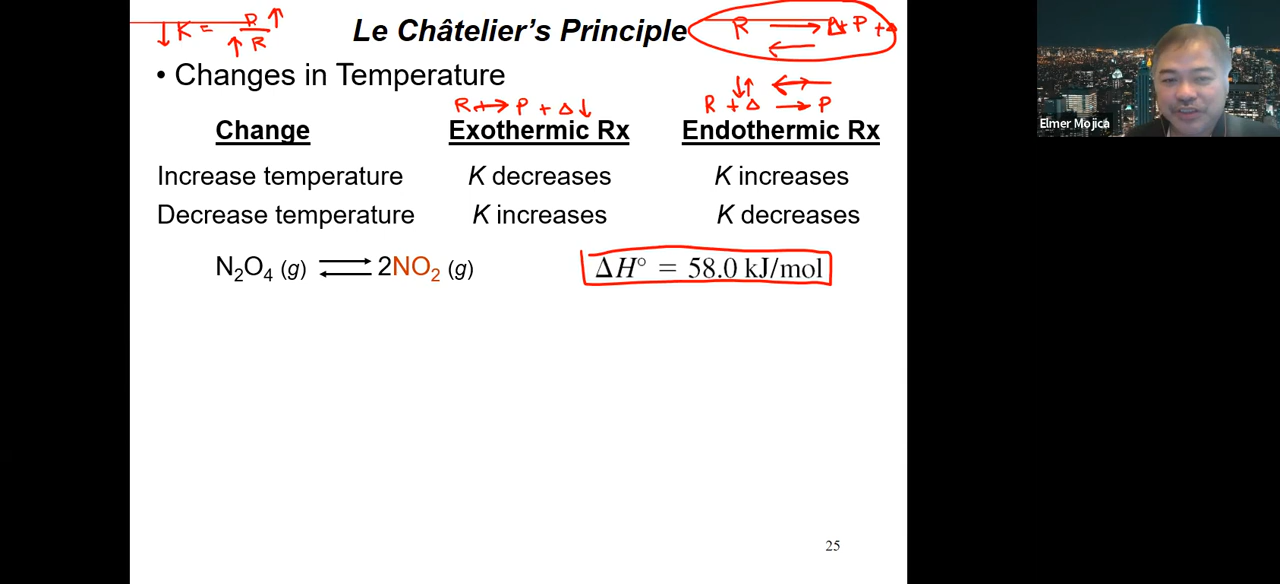 ↓ K = P ↑ / ↑ R
Le Châtelier's Principle
R ⟶ ⟵ P + Δ
• Changes in Temperature
R ⟶ P + Δ ↓
R + Δ ⟶ P
Change Exothermic Rx Endothermic Rx
Increase temperature K decreases K increases
Decrease temperature K increases K decreases
N₂O₄ (g) ⇌ 2NO₂ (g) ΔH° = 58.0 kJ/mol
25
Elmer Mojica